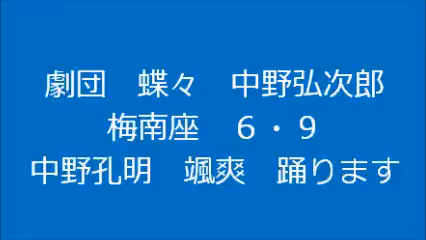 劇団　蝶々　中野弘次郎
梅南座　６・９
中野孔明　颯爽　踊ります